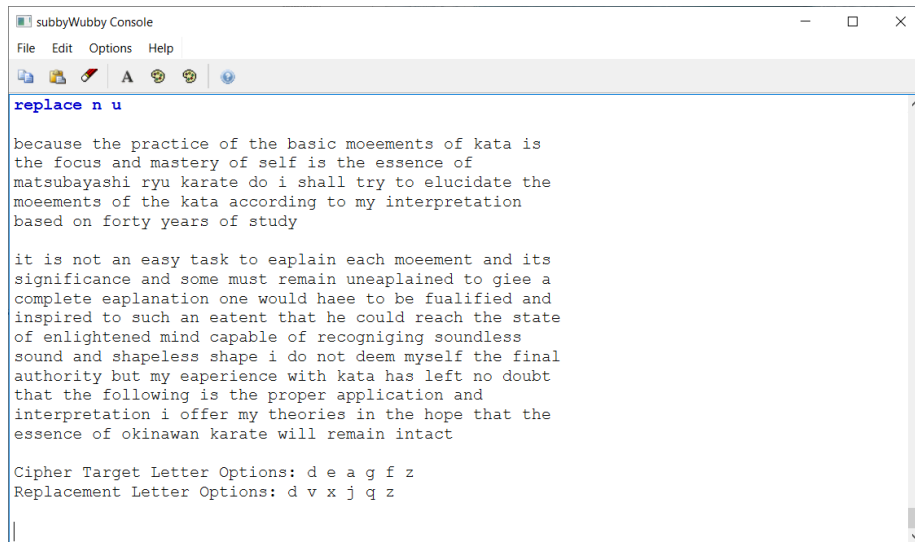 subbyWubby Console
File Edit Options Help
A
replace n u
because the practice of the basic moeements of kata is
the focus and mastery of self is the essence of
matsubayashi ryu karate do i shall try to elucidate the
moeements of the kata according to my interpretation
based on forty years of study
it is not an easy task to eaplain each moeement and its
significance and some must remain uneaplained to giee a
complete eaplanation one would haee to be fualified and
inspired to such an eatent that he could reach the state
of enlightened mind capable of recogniging soundless
sound and shapeless shape i do not deem myself the final
authority but my eaperience with kata has left no doubt
that the following is the proper application and
interpretation i offer my theories in the hope that the
essence of okinawan karate will remain intact
Cipher Target Letter Options: d e a g f z
Replacement Letter Options: d v x j q z